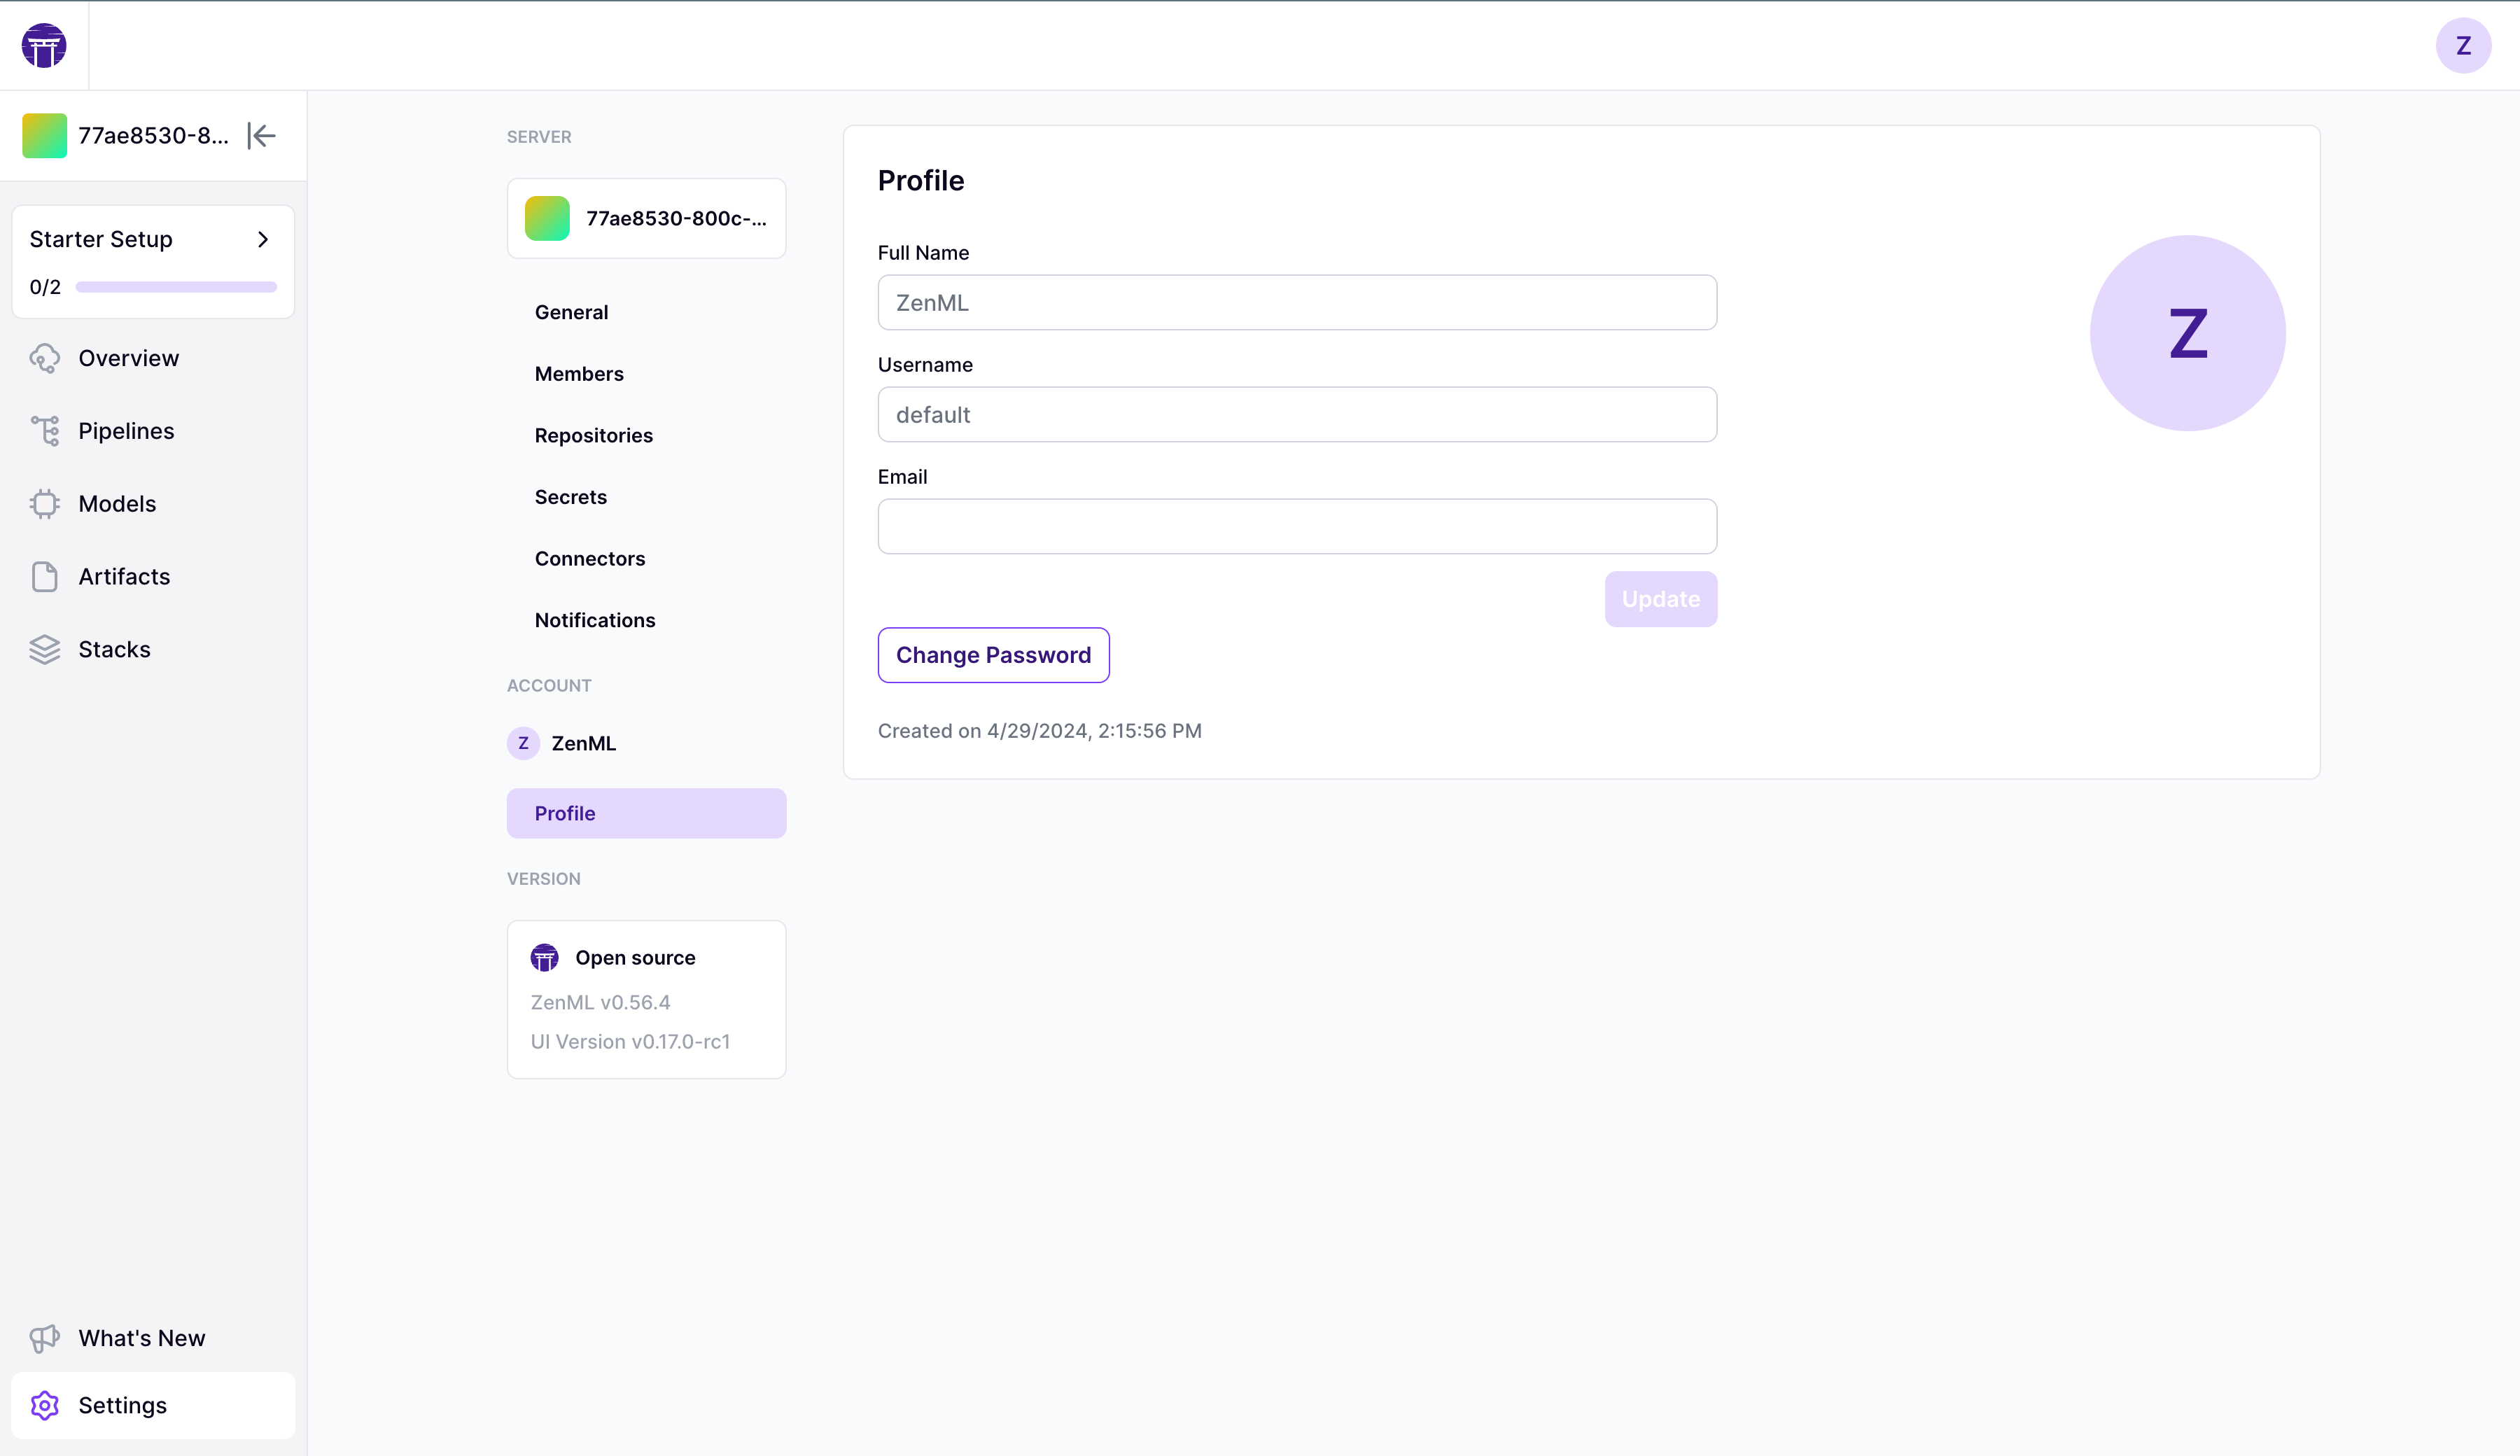 Z
77ae8530-8...
Starter Setup
0/2
Overview
Pipelines
Models
Artifacts
Stacks
What's New
Settings
SERVER
77ae8530-800c-...
General
Members
Repositories
Secrets
Connectors
Notifications
ACCOUNT
Z ZenML
Profile
VERSION
Open source
ZenML v0.56.4
UI Version v0.17.0-rc1
Profile
Full Name
ZenML
Username
default
Email
Update
Change Password
Created on 4/29/2024, 2:15:56 PM
Z